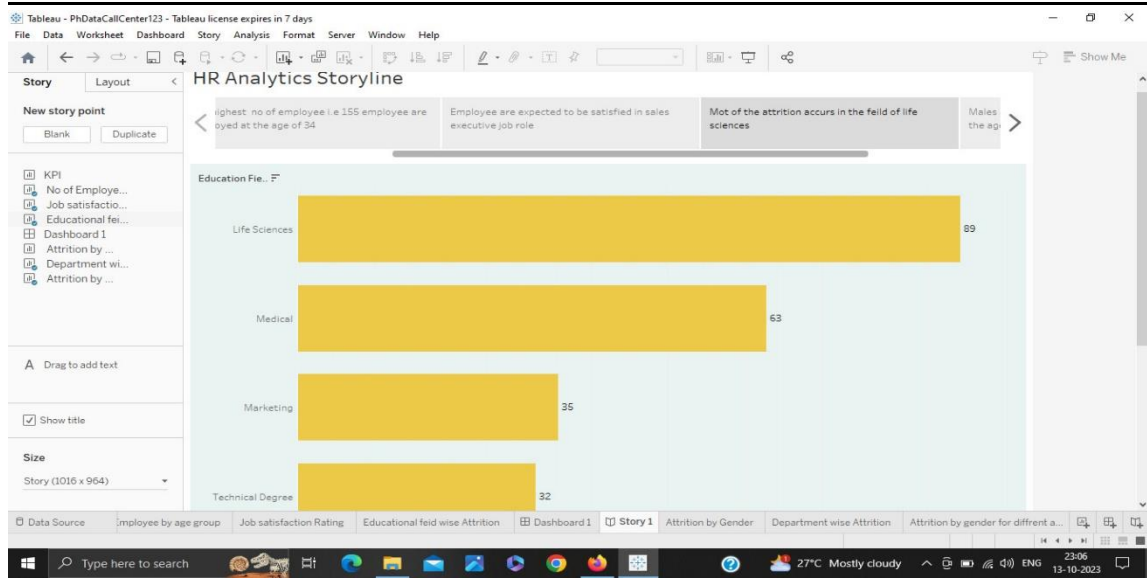 Tableau - PhDataCallCenter123 - Tableau license expires in 7 days
File Data Worksheet Dashboard Story Analysis Format Server Window Help
Show Me
Story Layout
HR Analytics Storyline
New story point
Blank Duplicate
ighest no of employee i.e 155 employee are
oyed at the age of 34
Employee are expected to be satisfied in sales
executive job role
Mot of the attrition accurs in the feild of life
sciences
Males
the ag
KPI
No of Employe...
Job satisfactio...
Educational fei...
Dashboard 1
Attrition by ...
Department wi...
Attrition by ...
Education Fie..
Life Sciences 89
Medical 63
Marketing 35
Technical Degree 32
A Drag to add text
Show title
Size
Story (1016 x 964)
Data Source mployee by age group Job satisfaction Rating Educational feid wise Attrition Dashboard 1 Story 1 Attrition by Gender Department wise Attrition Attrition by gender for diffrent a...
Type here to search
27°C Mostly cloudy ENG 23:06
13-10-2023